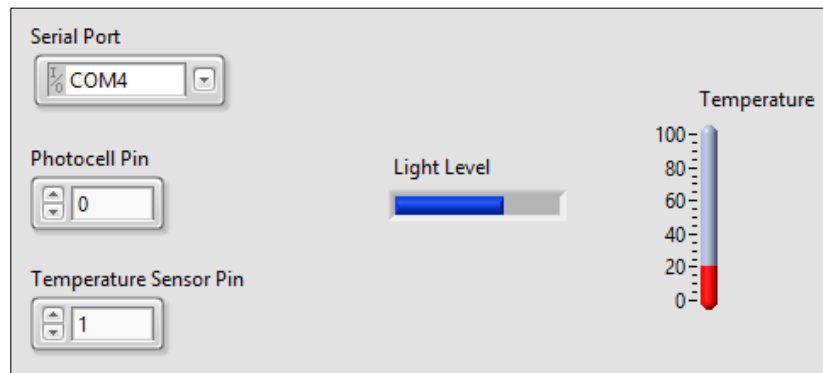 Serial Port
I/O COM4
Photocell Pin
0
Temperature Sensor Pin
1
Light Level
Temperature
100
80
60
40
20
0